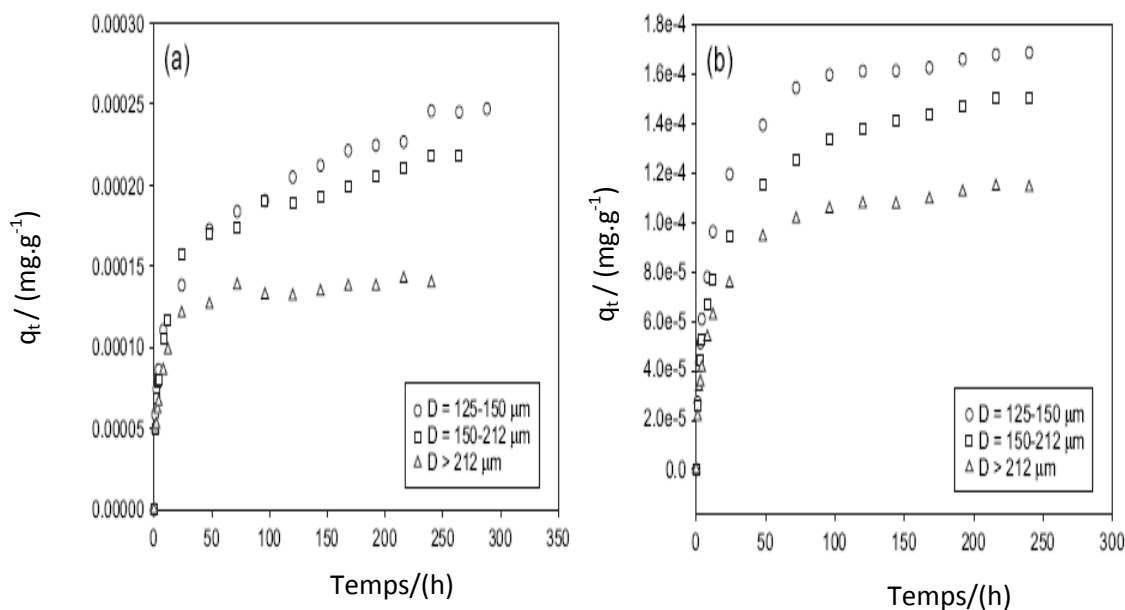 (a)
qt / (mg.g-1)
0.00030
0.00025
0.00020
0.00015
0.00010
0.00005
0.00000
0 50 100 150 200 250 300 350
Temps/(h)
D = 125-150 µm
D = 150-212 µm
D > 212 µm
(b)
qt / (mg.g-1)
1.8e-4
1.6e-4
1.4e-4
1.2e-4
1.0e-4
8.0e-5
6.0e-5
4.0e-5
2.0e-5
0.0
0 50 100 150 200 250 300
Temps/(h)
D = 125-150 µm
D = 150-212 µm
D > 212 µm